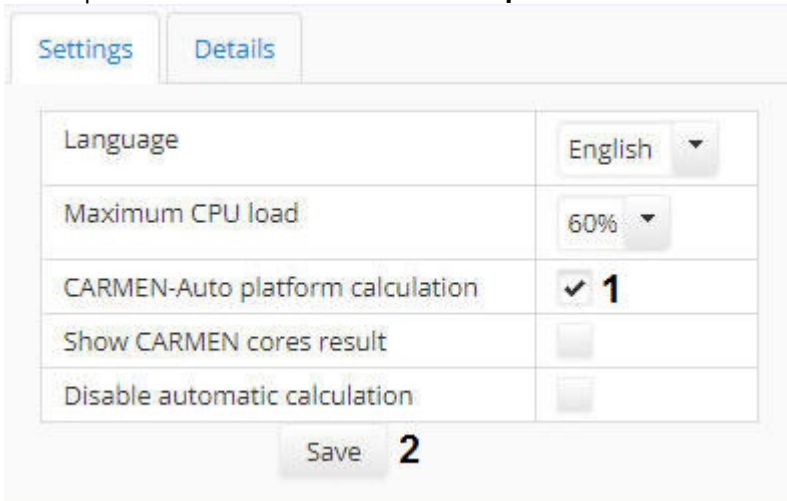 Settings Details
Language English
Maximum CPU load 60%
CARMEN-Auto platform calculation 1
Show CARMEN cores result
Disable automatic calculation
Save 2